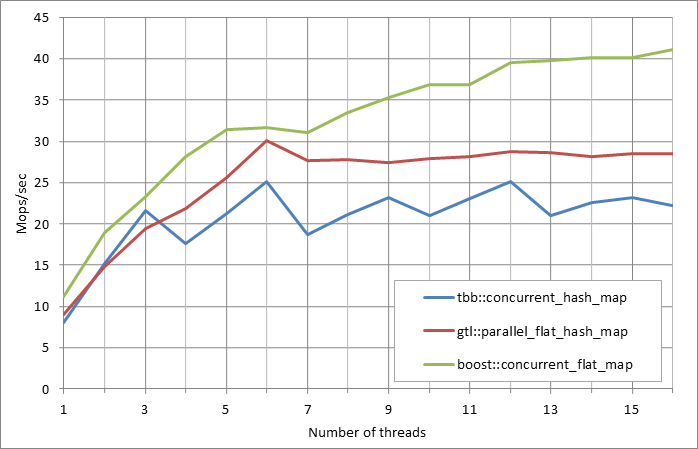 45
40
35
30
25
20
15
10
5
0
Mops/sec
tbb::concurrent_hash_map
gtl::parallel_flat_hash_map
boost::concurrent_flat_map
1 3 5 7 9 11 13 15
Number of threads